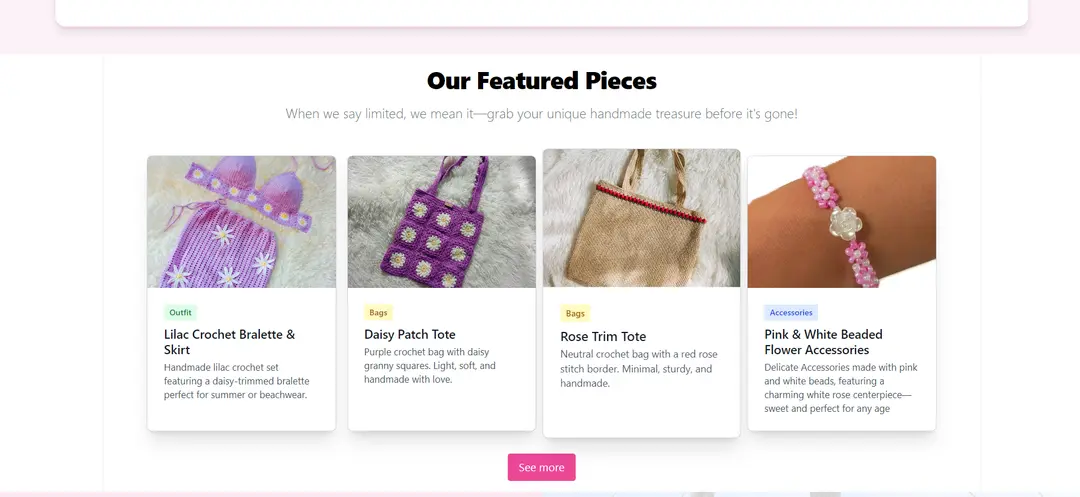 Our Featured Pieces
When we say limited, we mean it—grab your unique handmade treasure before it's gone!
Outfit
Lilac Crochet Bralette &
Skirt
Handmade lilac crochet set
featuring a daisy-trimmed bralette
perfect for summer or beachwear.
Bags
Daisy Patch Tote
Purple crochet bag with daisy
granny squares. Light, soft, and
handmade with love.
Bags
Rose Trim Tote
Neutral crochet bag with a red rose
stitch border. Minimal, sturdy, and
handmade.
Accessories
Pink & White Beaded
Flower Accessories
Delicate Accessories made with pink
and white beads, featuring a
charming white rose centerpiece—
sweet and perfect for any age
See more